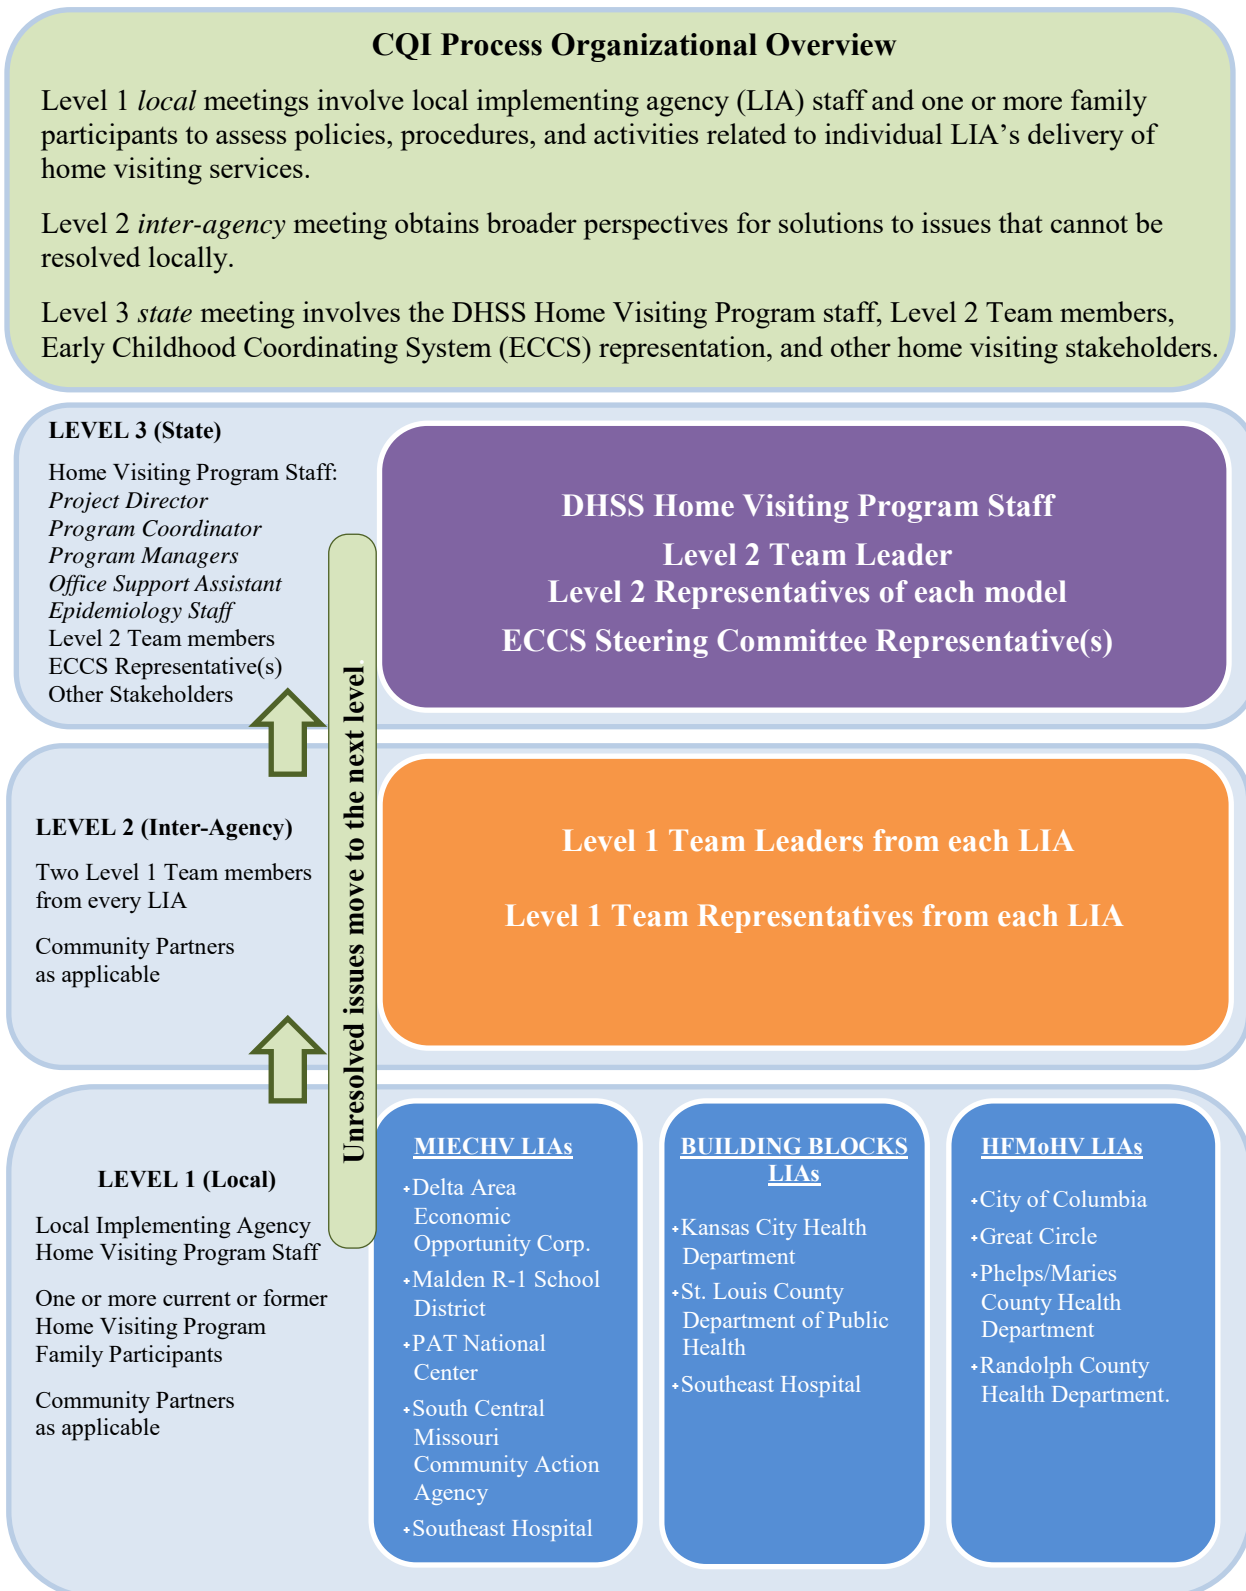 CQI Process Organizational Overview
Level 1 local meetings involve local implementing agency (LIA) staff and one or more family
participants to assess policies, procedures, and activities related to individual LIA’s delivery of
home visiting services.
Level 2 inter-agency meeting obtains broader perspectives for solutions to issues that cannot be
resolved locally.
Level 3 state meeting involves the DHSS Home Visiting Program staff, Level 2 Team members,
Early Childhood Coordinating System (ECCS) representation, and other home visiting stakeholders.
LEVEL 3 (State)
Home Visiting Program Staff:
Project Director
Program Coordinator
Program Managers
Office Support Assistant
Epidemiology Staff
Level 2 Team members
ECCS Representative(s)
Other Stakeholders
DHSS Home Visiting Program Staff
Level 2 Team Leader
Level 2 Representatives of each model
ECCS Steering Committee Representative(s)
Unresolved issues move to the next level.
LEVEL 2 (Inter-Agency)
Two Level 1 Team members
from every LIA
Community Partners
as applicable
Level 1 Team Leaders from each LIA
Level 1 Team Representatives from each LIA
LEVEL 1 (Local)
Local Implementing Agency
Home Visiting Program Staff
One or more current or former
Home Visiting Program
Family Participants
Community Partners
as applicable
MIECHV LIAs
+Delta Area
Economic
Opportunity Corp.
+Malden R-1 School
District
+PAT National
Center
+South Central
Missouri
Community Action
Agency
+Southeast Hospital
BUILDING BLOCKS
LIAs
+Kansas City Health
Department
+St. Louis County
Department of Public
Health
+Southeast Hospital
HFMoHV LIAs
+City of Columbia
+Great Circle
+Phelps/Maries
County Health
Department
+Randolph County
Health Department.